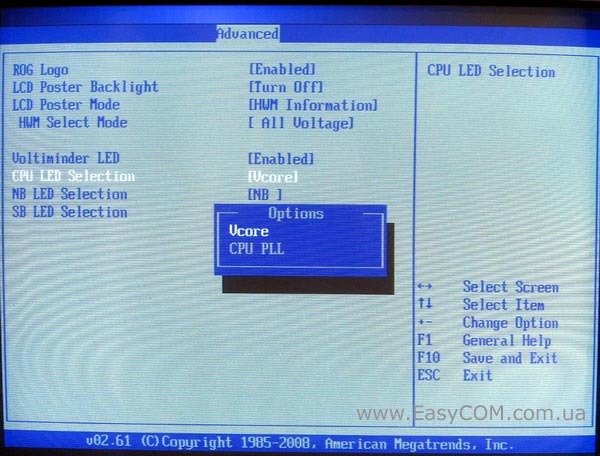 Advanced
ROG Logo [Enabled]
LCD Poster Backlight [Turn Off]
LCD Poster Mode [HWM Information]
HWM Select Mode [ All Voltage]
Voltiminder LED [Enabled]
CPU LED Selection [Vcore]
NB LED Selection [NB ]
SB LED Selection
Options
Vcore
CPU PLL
CPU LED Selection
↔ Select Screen
↑↓ Select Item
+- Change Option
F1 General Help
F10 Save and Exit
ESC Exit
www.EasyCOM.com.ua
v02.61 (C)Copyright 1985-2008, American Megatrends, Inc.